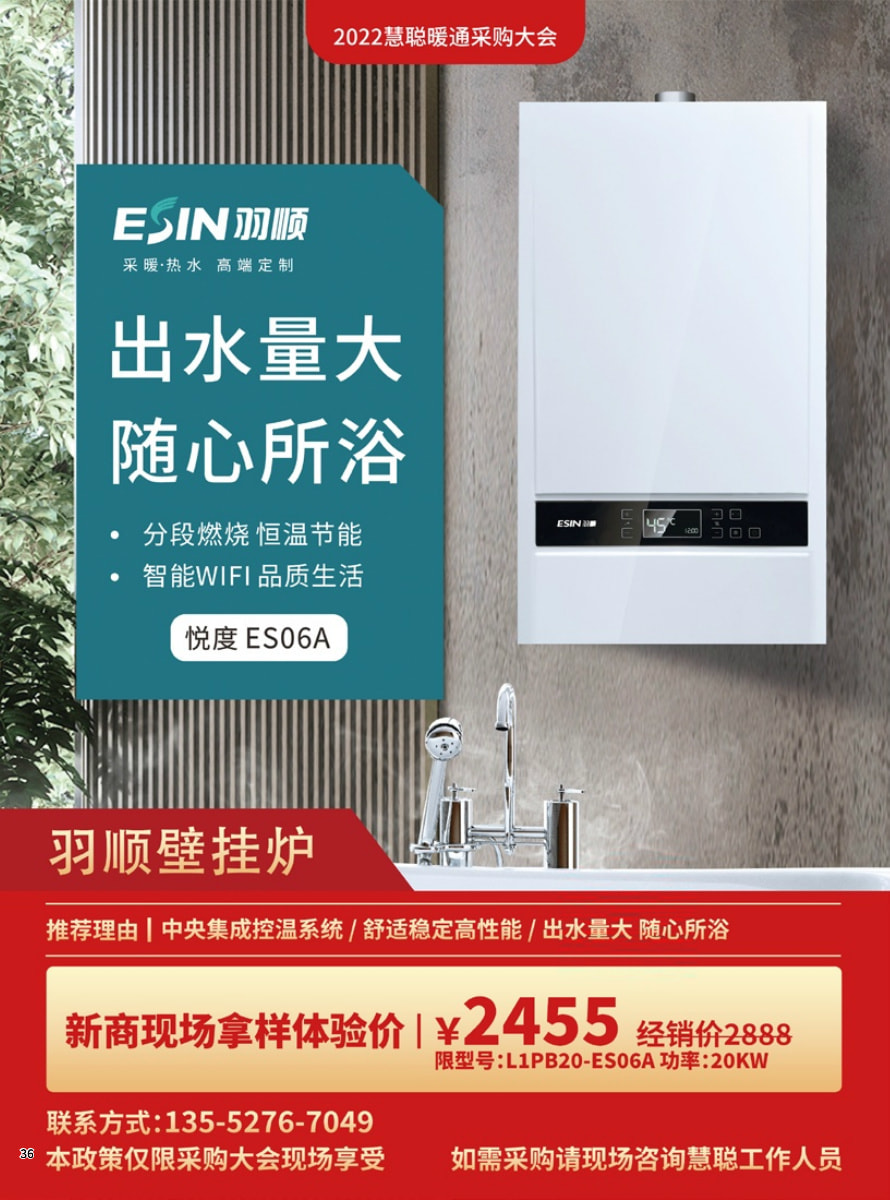 2022慧聪暖通采购大会
ESIN羽顺
采暖·热水 高端定制
出水量大
随心所浴
• 分段燃烧 恒温节能
• 智能WIFI 品质生活
悦度 ES06A
ESIN 羽顺
45℃
12:00
羽顺壁挂炉
推荐理由 | 中央集成控温系统 / 舒适稳定高性能 / 出水量大 随心所浴
新商现场拿样体验价 | ¥2455 经销价2888
限型号:L1PB20-ES06A 功率:20KW
联系方式:135-5276-7049
36 本政策仅限采购大会现场享受 如需采购请现场咨询慧聪工作人员